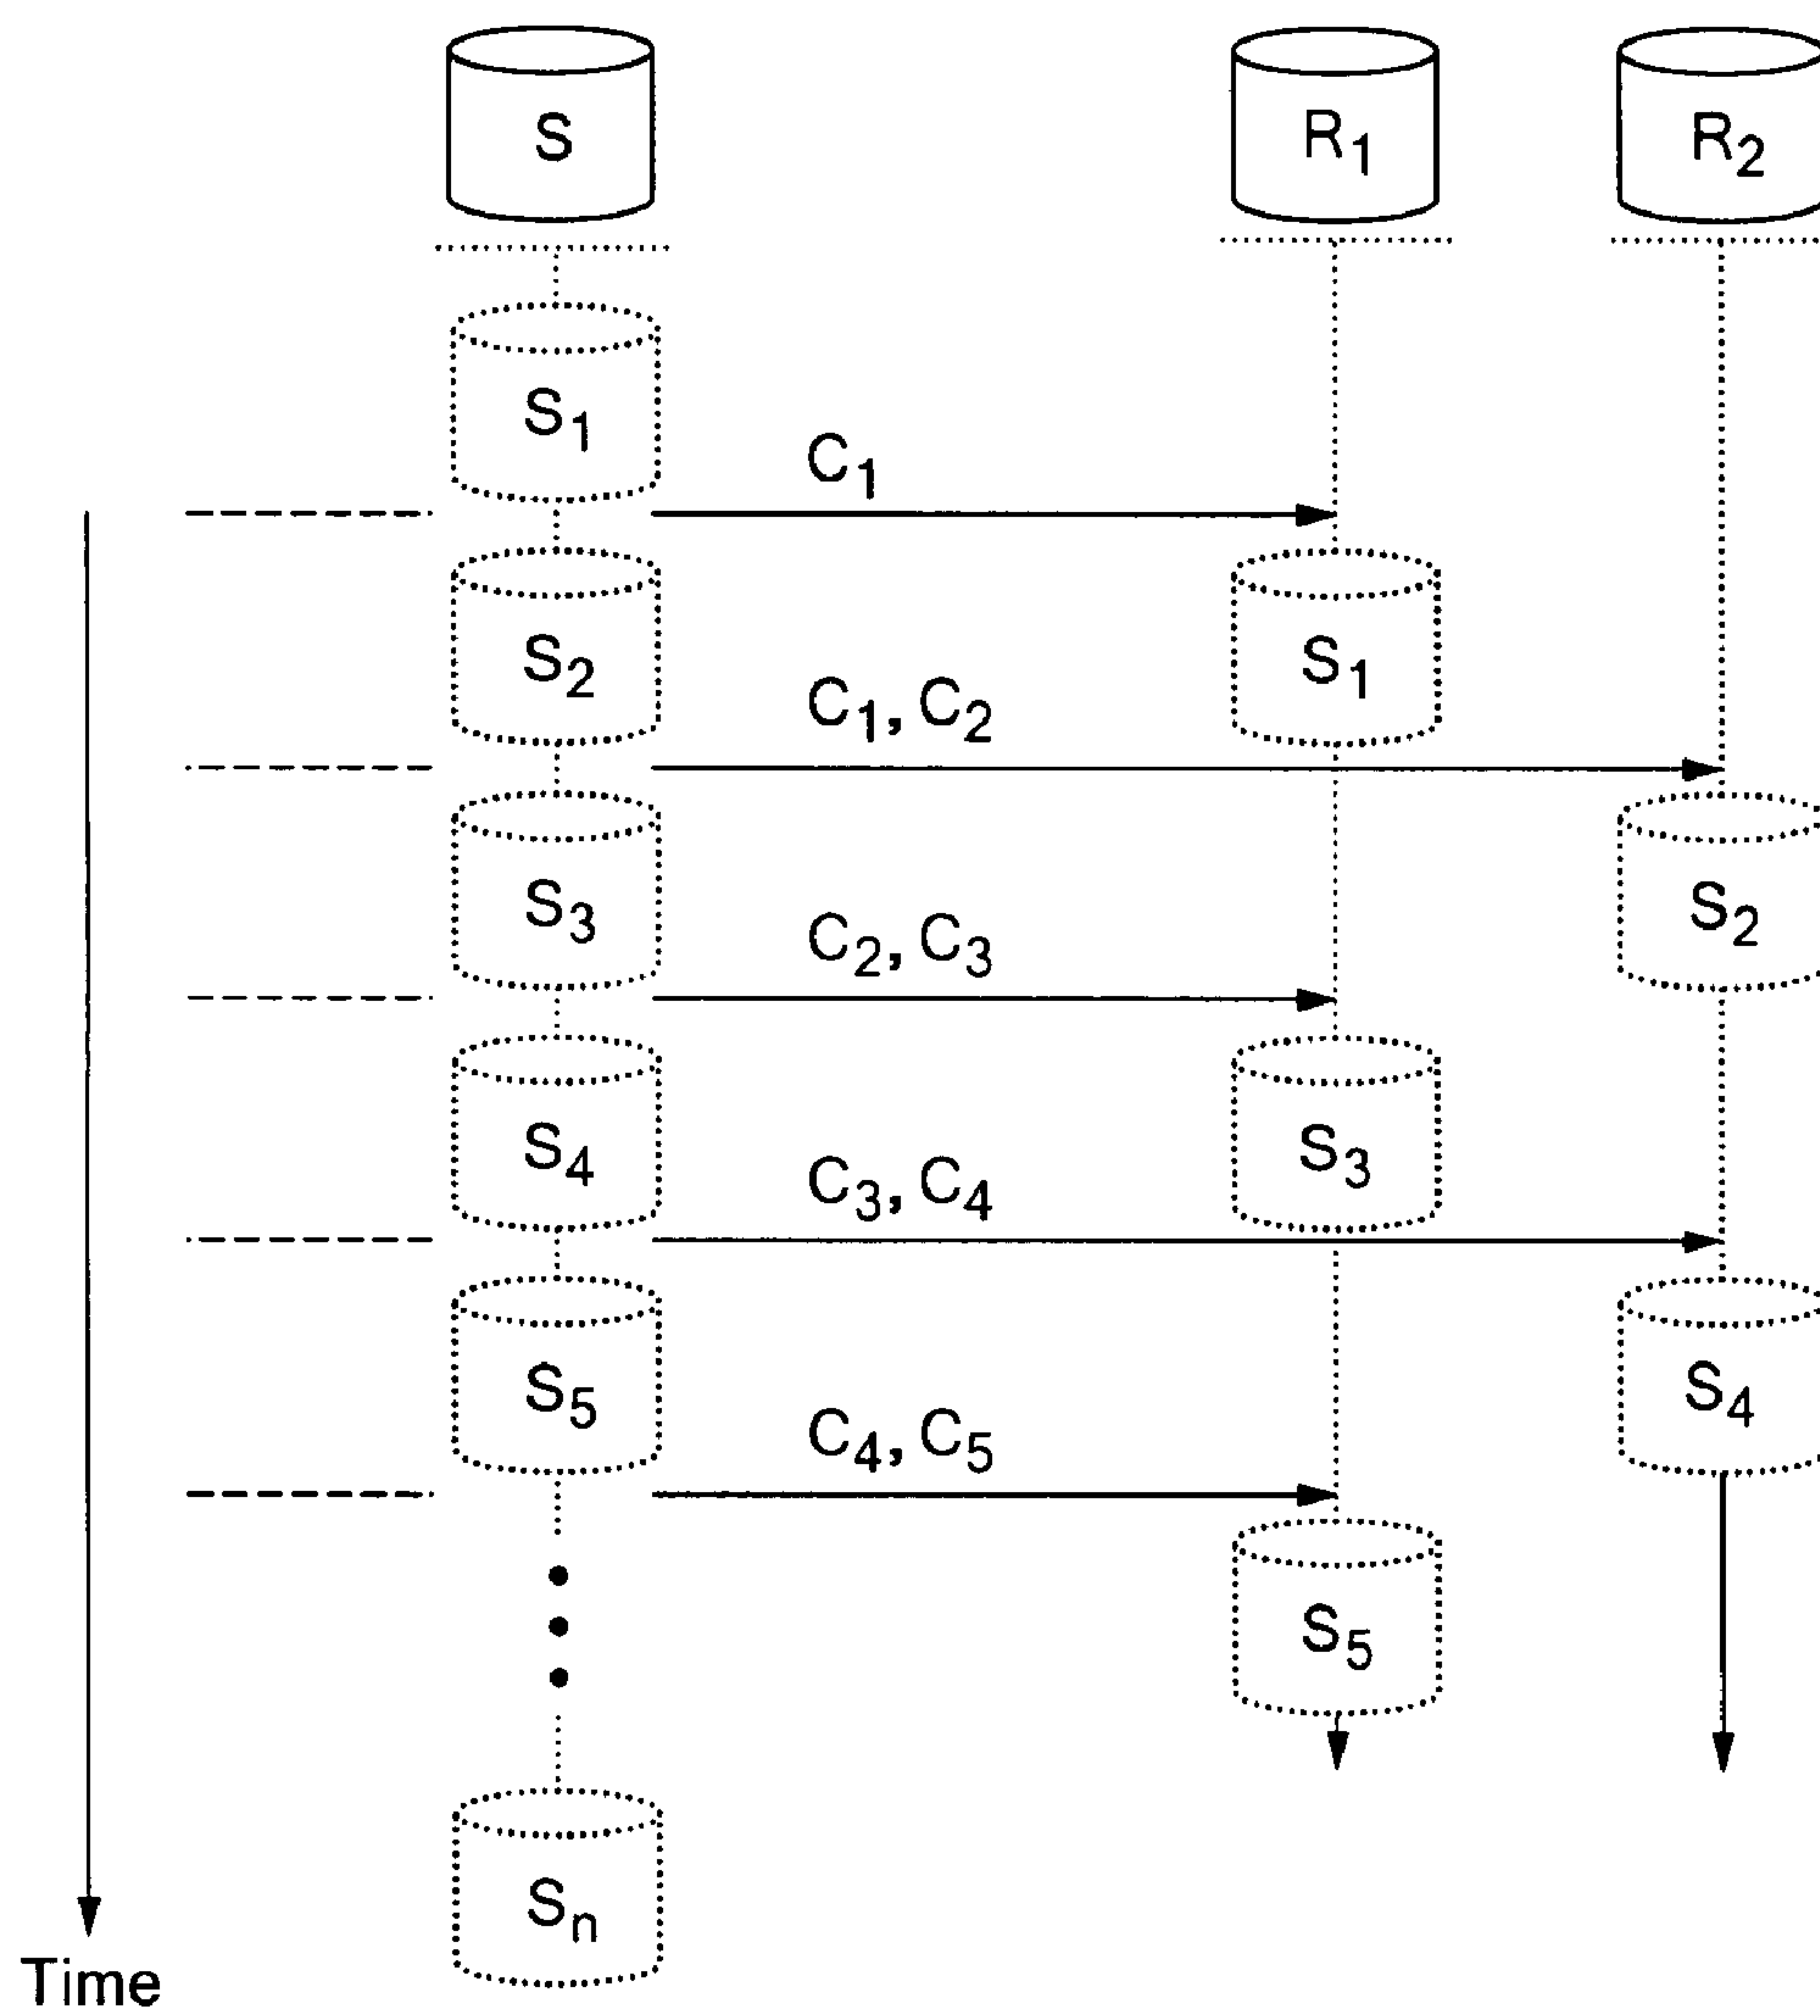 S R₁ R₂
S₁
C₁
S₂ S₁
C₁, C₂
S₃ S₂
C₂, C₃
S₄ S₃
C₃, C₄
S₅ S₄
C₄, C₅
S₅
Sₙ
Time